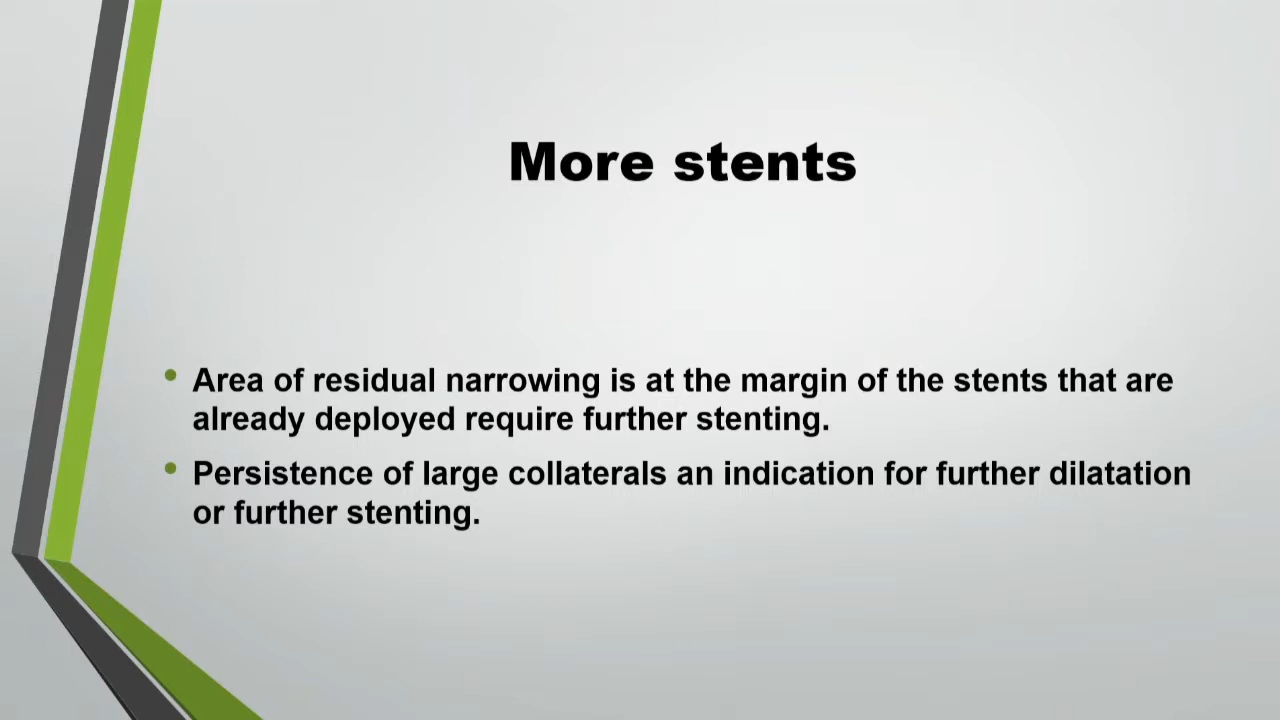 More stents
• Area of residual narrowing is at the margin of the stents that are
already deployed require further stenting.
• Persistence of large collaterals an indication for further dilatation
or further stenting.